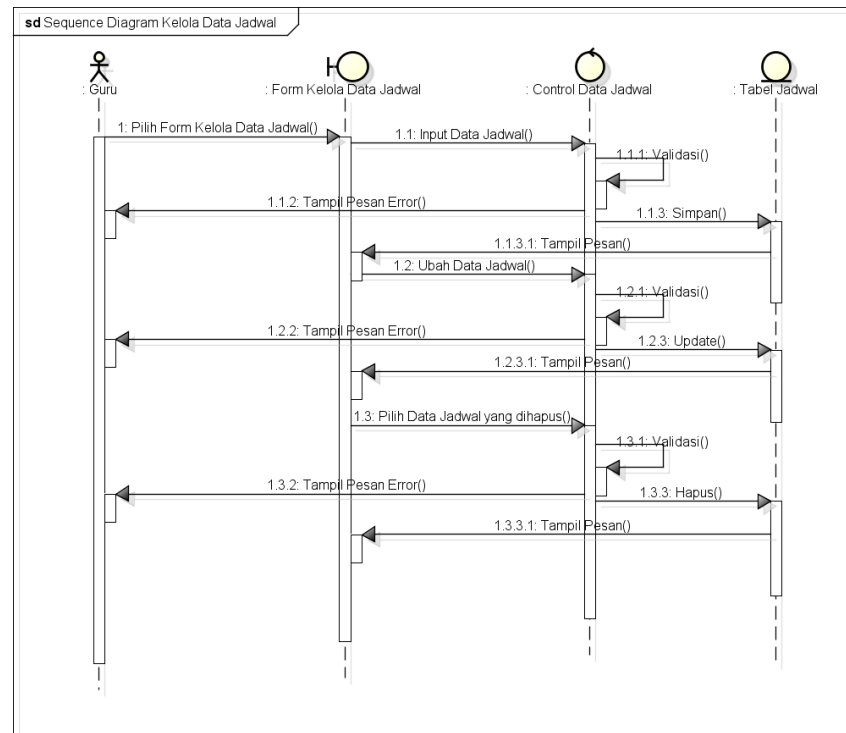 sd Sequence Diagram Kelola Data Jadwal
: Guru
: Form Kelola Data Jadwal
: Control Data Jadwal
: Tabel Jadwal
1: Pilih Form Kelola Data Jadwal()
1.1: Input Data Jadwal()
1.1.1: Validasi()
1.1.2: Tampil Pesan Error()
1.1.3: Simpan()
1.1.3.1: Tampil Pesan()
1.2: Ubah Data Jadwal()
1.2.1: Validasi()
1.2.2: Tampil Pesan Error()
1.2.3: Update()
1.2.3.1: Tampil Pesan()
1.3: Pilih Data Jadwal yang dihapus()
1.3.1: Validasi()
1.3.2: Tampil Pesan Error()
1.3.3: Hapus()
1.3.3.1: Tampil Pesan()